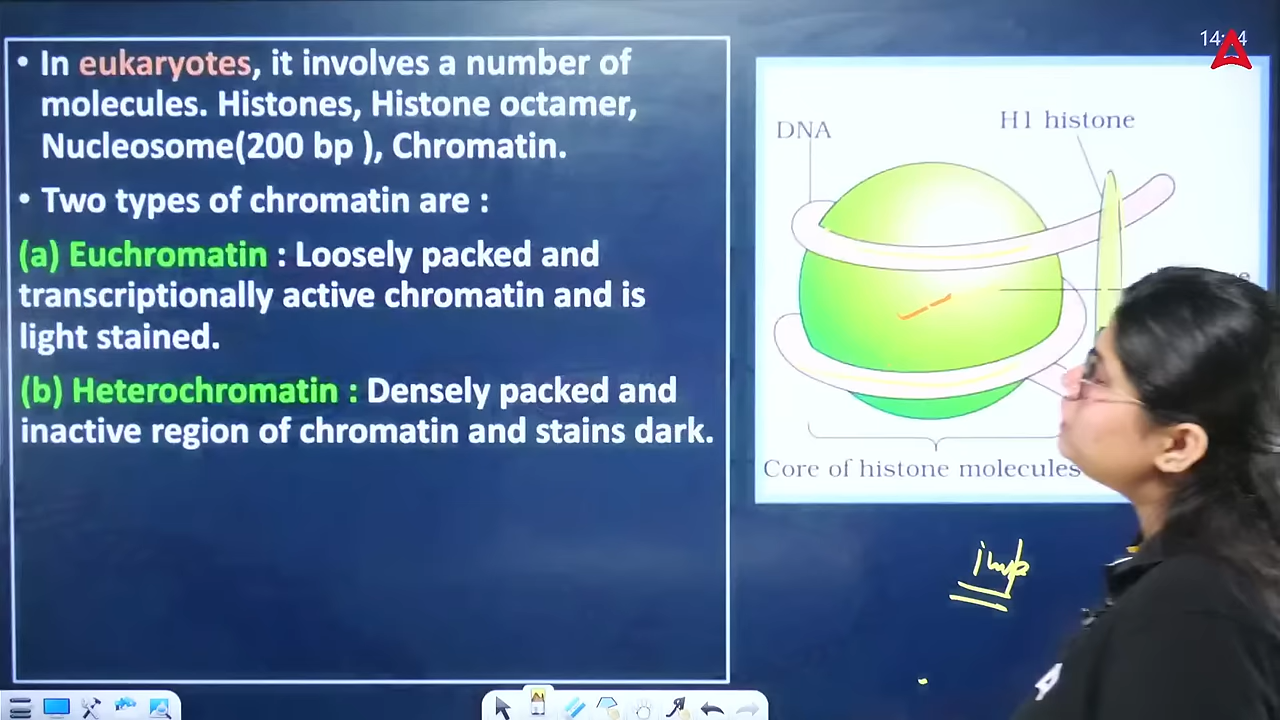 • In eukaryotes, it involves a number of
molecules. Histones, Histone octamer,
Nucleosome(200 bp ), Chromatin.
• Two types of chromatin are :
(a) Euchromatin : Loosely packed and
transcriptionally active chromatin and is
light stained.
(b) Heterochromatin : Densely packed and
inactive region of chromatin and stains dark.
DNA
H1 histone
Core of histone molecules
imp